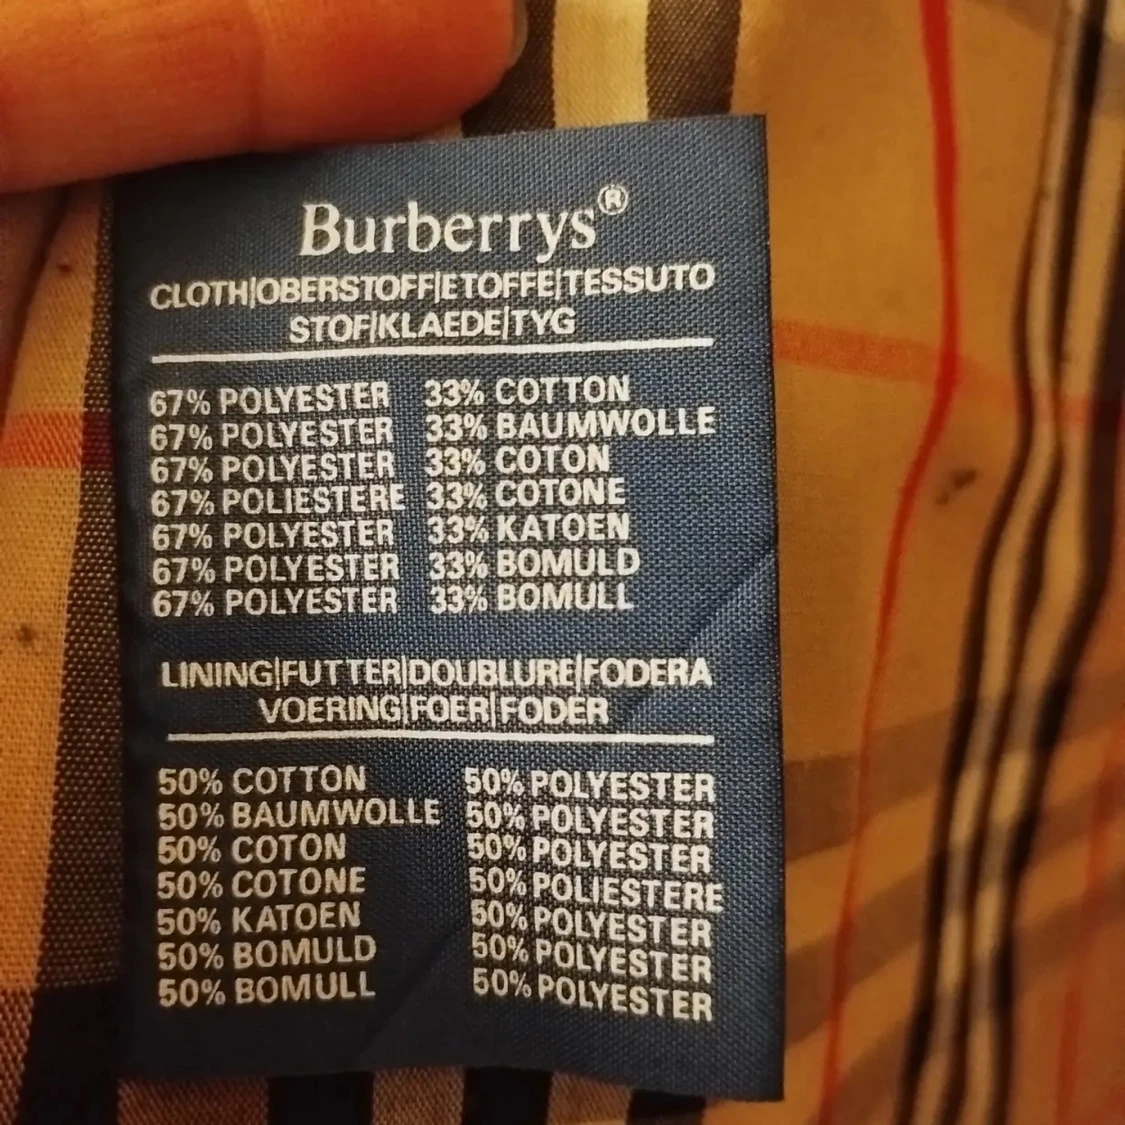 Burberrys®
CLOTH|OBERSTOFF|ETOFFE|TESSUTO
STOF|KLAEDE|TYG
67% POLYESTER 33% COTTON
67% POLYESTER 33% BAUMWOLLE
67% POLYESTER 33% COTON
67% POLIESTERE 33% COTONE
67% POLYESTER 33% KATOEN
67% POLYESTER 33% BOMULD
67% POLYESTER 33% BOMULL
LINING|FUTTER|DOUBLURE|FODERA
VOERING|FOER|FODER
50% COTTON 50% POLYESTER
50% BAUMWOLLE 50% POLYESTER
50% COTON 50% POLYESTER
50% COTONE 50% POLIESTERE
50% KATOEN 50% POLYESTER
50% BOMULD 50% POLYESTER
50% BOMULL 50% POLYESTER